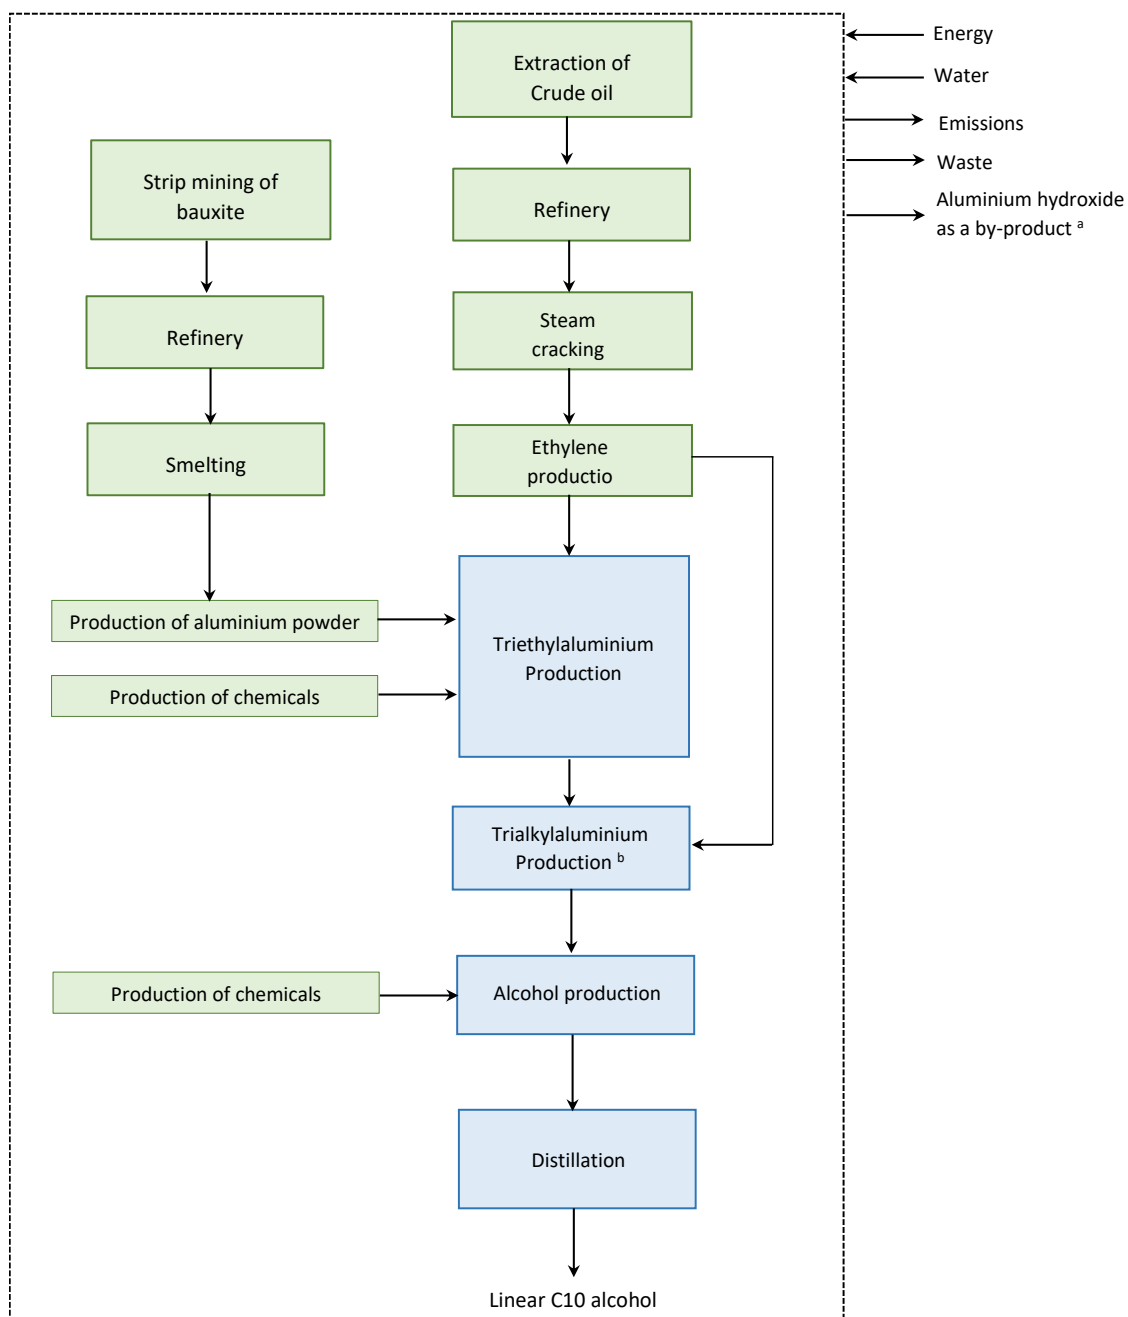 Extraction of
Crude oil
Energy
Water
Emissions
Waste
Aluminium hydroxide
as a by-product ᵃ
Strip mining of
bauxite
Refinery
Refinery
Steam
cracking
Smelting
Ethylene
productio
Production of aluminium powder
Triethylaluminium
Production
Production of chemicals
Trialkylaluminium
Production ᵇ
Production of chemicals
Alcohol production
Distillation
Linear C10 alcohol